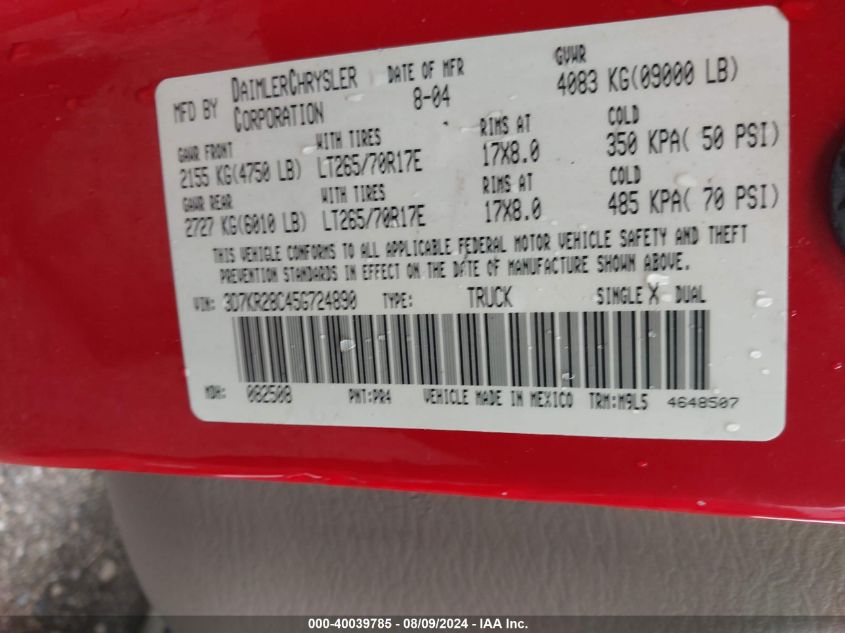 MFD BY DAIMLERCHRYSLER CORPORATION
DATE OF MFR 8-04
GVWR 4083 KG(09000 LB)
GAWR FRONT WITH TIRES RIMS AT COLD
2155 KG(4750 LB) LT265/70R17E 17X8.0 350 KPA( 50 PSI)
GAWR REAR WITH TIRES RIMS AT COLD
2727 KG(6010 LB) LT265/70R17E 17X8.0 485 KPA( 70 PSI)
THIS VEHICLE CONFORMS TO ALL APPLICABLE FEDERAL MOTOR VEHICLE SAFETY AND THEFT
PREVENTION STANDARDS IN EFFECT ON THE DATE OF MANUFACTURE SHOWN ABOVE.
VIN: 3D7KR28C45G724890 TYPE: TRUCK SINGLE X DUAL
MDH: 082508 PNT:PR4 VEHICLE MADE IN MEXICO TRM:M9L5 4648507
000-40039785 - 08/09/2024 - IAA Inc.